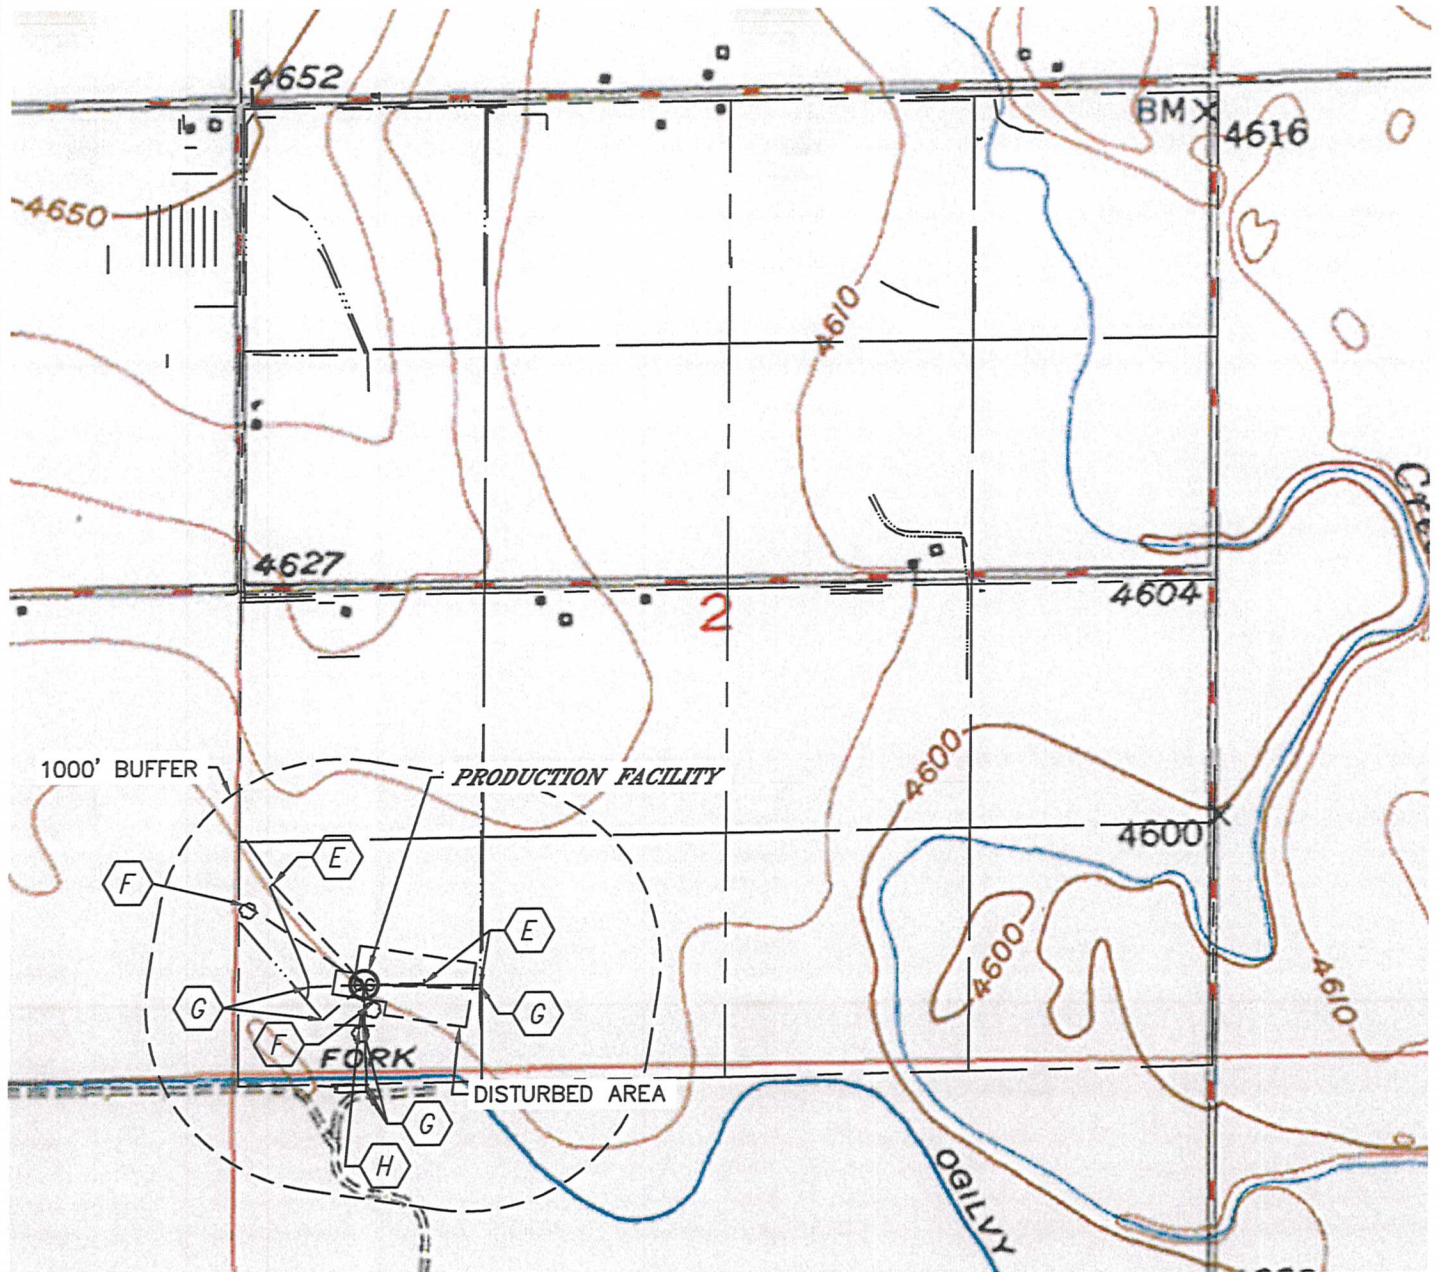 4652
BM X
4616
4650
4610
Cre
4627
4604
2
1000' BUFFER
PRODUCTION FACILITY
4600
4600
E
F
E
4600
G
G
4610
F
FORK
DISTURBED AREA
G
H
OGILVY